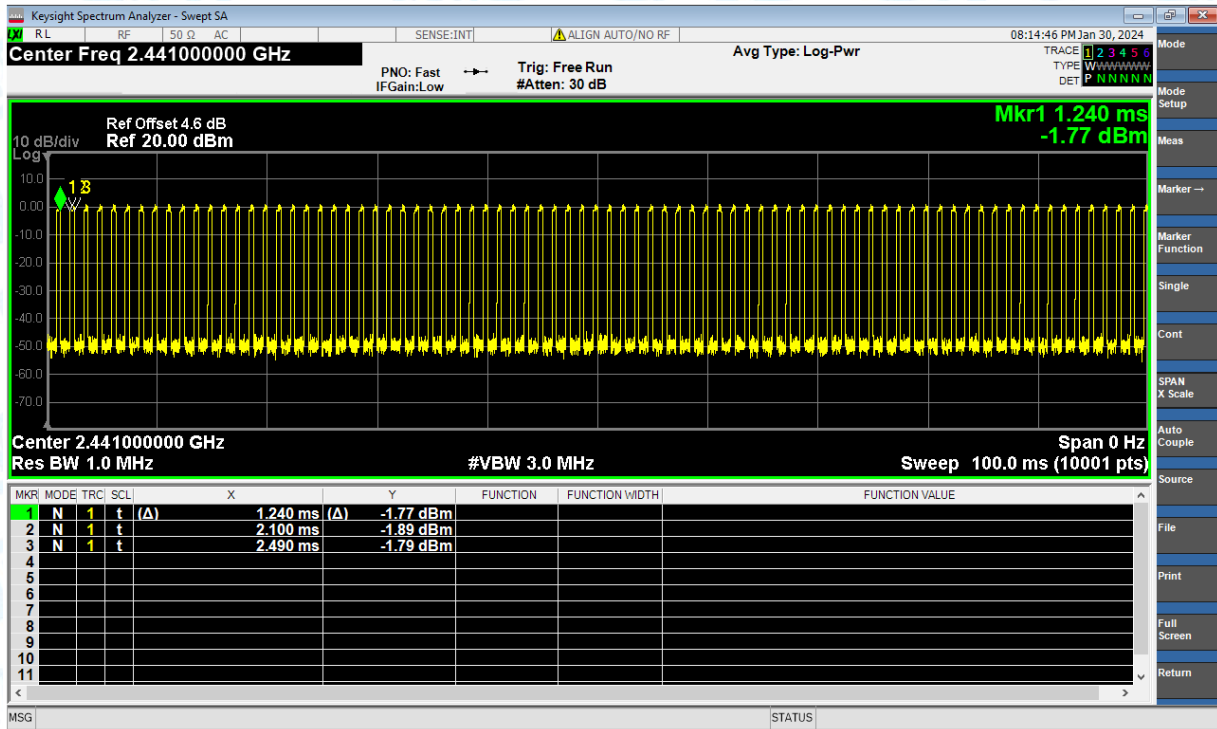 Keysight Spectrum Analyzer - Swept SA
LXI RL RF 50 Ω AC SENSE:INT ALIGN AUTO/NO RF 08:14:46 PM Jan 30, 2024
Center Freq 2.441000000 GHz Avg Type: Log-Pwr TRACE 1 2 3 4 5 6
PNO: Fast Trig: Free Run TYPE WWWWWW
IFGain:Low #Atten: 30 dB DET P N N N N N
Mkr1 1.240 ms
Ref Offset 4.6 dB
10 dB/div Ref 20.00 dBm -1.77 dBm
Log
10.0
0.00
-10.0
-20.0
-30.0
-40.0
-50.0
-60.0
-70.0
1 2 3
Center 2.441000000 GHz Span 0 Hz
Res BW 1.0 MHz #VBW 3.0 MHz Sweep 100.0 ms (10001 pts)
MKR MODE TRC SCL X Y FUNCTION FUNCTION WIDTH FUNCTION VALUE
1 N 1 t (Δ) 1.240 ms (Δ) -1.77 dBm
2 N 1 t 2.100 ms -1.89 dBm
3 N 1 t 2.490 ms -1.79 dBm
4
5
6
7
8
9
10
11
MSG STATUS
Mode
Mode
Setup
Meas
Marker →
Marker
Function
Single
Cont
SPAN
X Scale
Auto
Couple
Source
File
Print
Full
Screen
Return